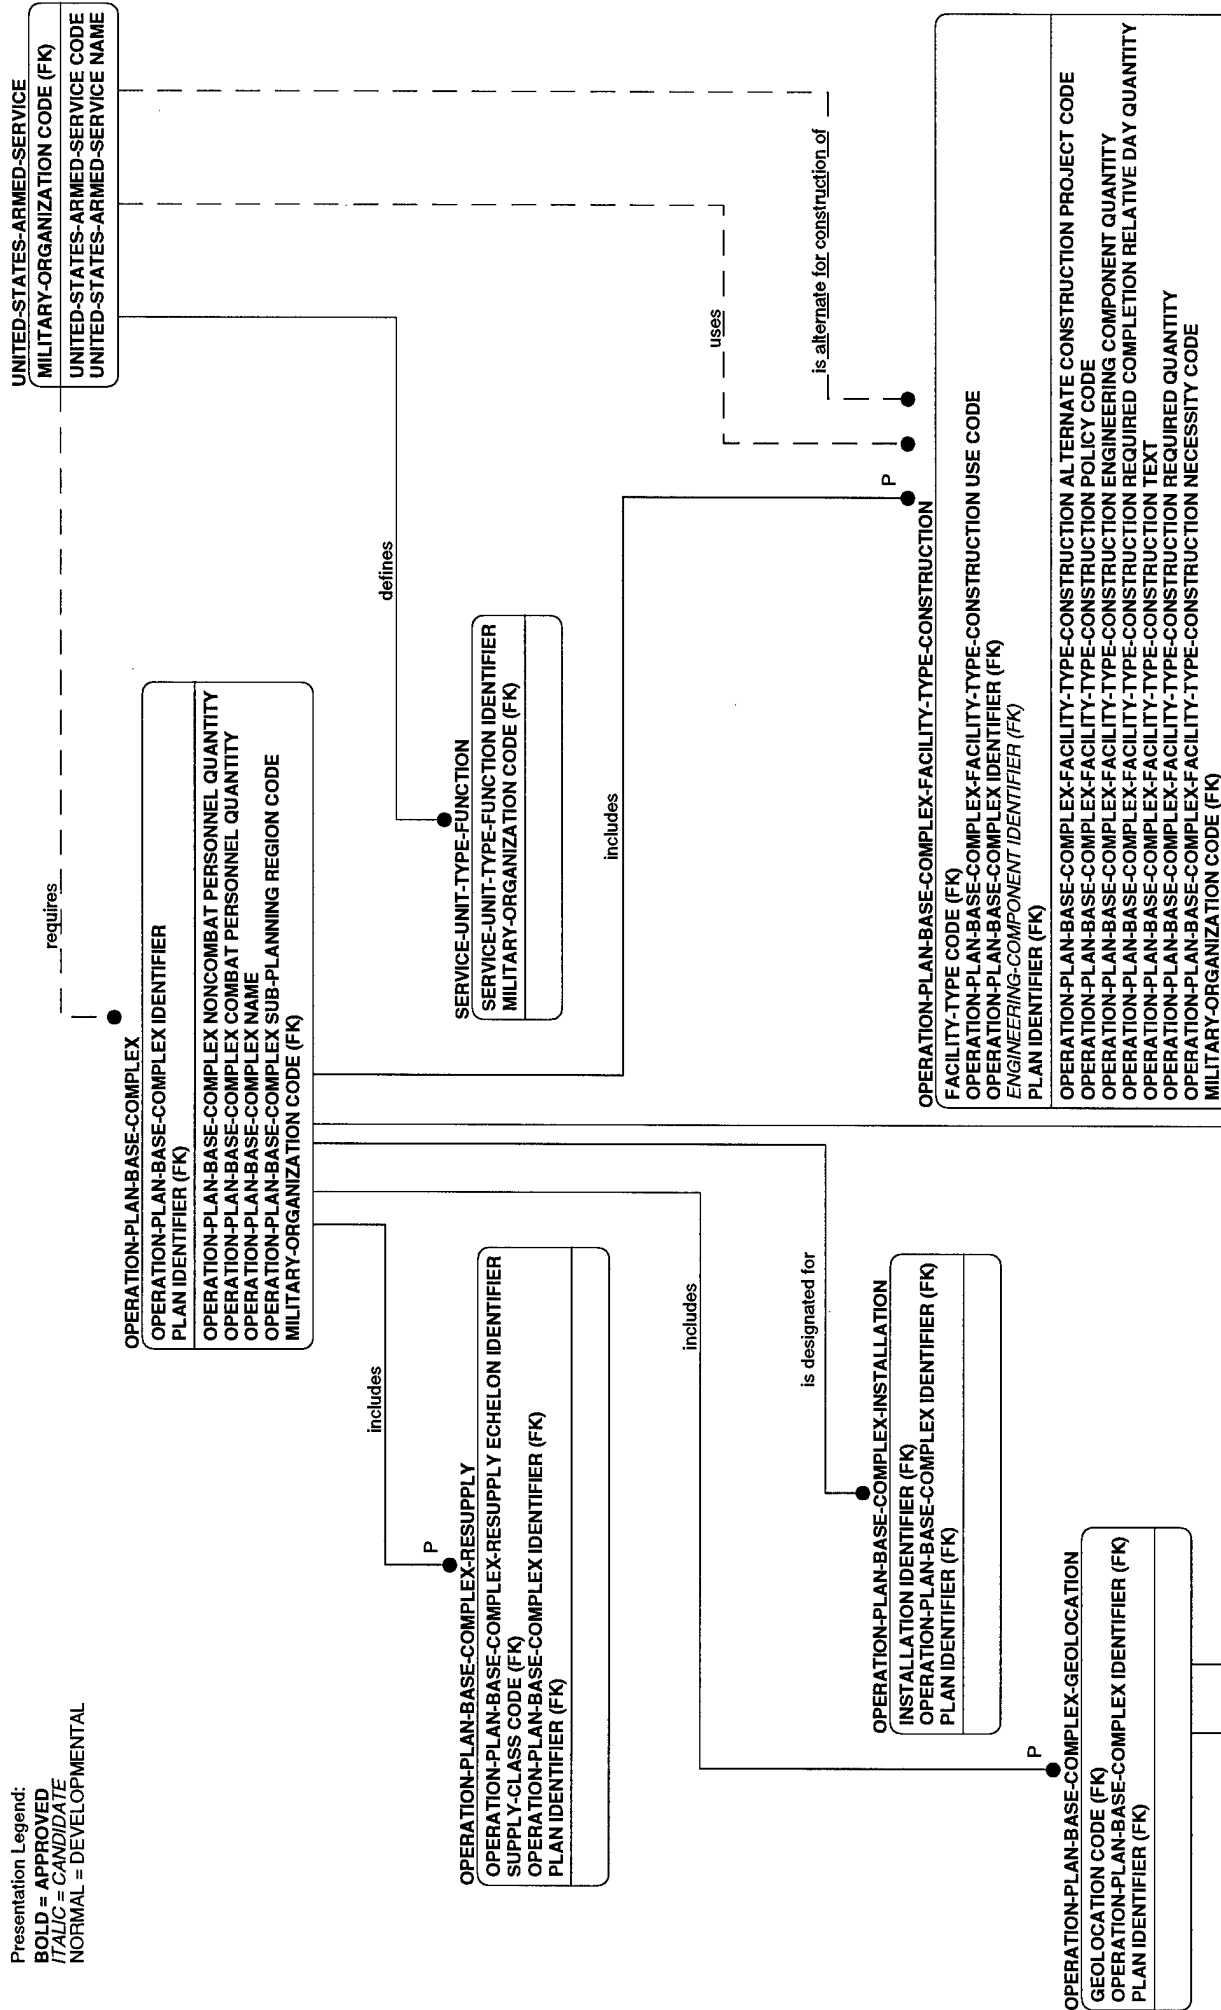 Presentation Legend:
BOLD = APPROVED
ITALIC = CANDIDATE
NORMAL = DEVELOPMENTAL
UNITED-STATES-ARMED-SERVICE
MILITARY-ORGANIZATION CODE (FK)
UNITED-STATES-ARMED-SERVICE CODE
UNITED-STATES-ARMED-SERVICE NAME
requires
OPERATION-PLAN-BASE-COMPLEX
OPERATION-PLAN-BASE-COMPLEX IDENTIFIER
PLAN IDENTIFIER (FK)
OPERATION-PLAN-BASE-COMPLEX NONCOMBAT PERSONNEL QUANTITY
OPERATION-PLAN-BASE-COMPLEX COMBAT PERSONNEL QUANTITY
OPERATION-PLAN-BASE-COMPLEX NAME
OPERATION-PLAN-BASE-COMPLEX SUB-PLANNING REGION CODE
MILITARY-ORGANIZATION CODE (FK)
includes
P
defines
OPERATION-PLAN-BASE-COMPLEX-RESUPPLY
OPERATION-PLAN-BASE-COMPLEX-RESUPPLY ECHELON IDENTIFIER
SUPPLY-CLASS CODE (FK)
OPERATION-PLAN-BASE-COMPLEX IDENTIFIER (FK)
PLAN IDENTIFIER (FK)
SERVICE-UNIT-TYPE-FUNCTION
SERVICE-UNIT-TYPE-FUNCTION IDENTIFIER
MILITARY-ORGANIZATION CODE (FK)
includes
includes
uses
is designated for
is alternate for construction of
OPERATION-PLAN-BASE-COMPLEX-INSTALLATION
INSTALLATION IDENTIFIER (FK)
OPERATION-PLAN-BASE-COMPLEX IDENTIFIER (FK)
PLAN IDENTIFIER (FK)
P
OPERATION-PLAN-BASE-COMPLEX-FACILITY-TYPE-CONSTRUCTION
FACILITY-TYPE CODE (FK)
OPERATION-PLAN-BASE-COMPLEX-FACILITY-TYPE-CONSTRUCTION USE CODE
OPERATION-PLAN-BASE-COMPLEX IDENTIFIER (FK)
ENGINEERING-COMPONENT IDENTIFIER (FK)
PLAN IDENTIFIER (FK)
OPERATION-PLAN-BASE-COMPLEX-FACILITY-TYPE-CONSTRUCTION ALTERNATE CONSTRUCTION PROJECT CODE
OPERATION-PLAN-BASE-COMPLEX-FACILITY-TYPE-CONSTRUCTION POLICY CODE
OPERATION-PLAN-BASE-COMPLEX-FACILITY-TYPE-CONSTRUCTION ENGINEERING COMPONENT QUANTITY
OPERATION-PLAN-BASE-COMPLEX-FACILITY-TYPE-CONSTRUCTION REQUIRED COMPLETION RELATIVE DAY QUANTITY
OPERATION-PLAN-BASE-COMPLEX-FACILITY-TYPE-CONSTRUCTION TEXT
OPERATION-PLAN-BASE-COMPLEX-FACILITY-TYPE-CONSTRUCTION REQUIRED QUANTITY
OPERATION-PLAN-BASE-COMPLEX-FACILITY-TYPE-CONSTRUCTION NECESSITY CODE
MILITARY-ORGANIZATION CODE (FK)
P
OPERATION-PLAN-BASE-COMPLEX-GEOLOCATION
GEOLOCATION CODE (FK)
OPERATION-PLAN-BASE-COMPLEX IDENTIFIER (FK)
PLAN IDENTIFIER (FK)